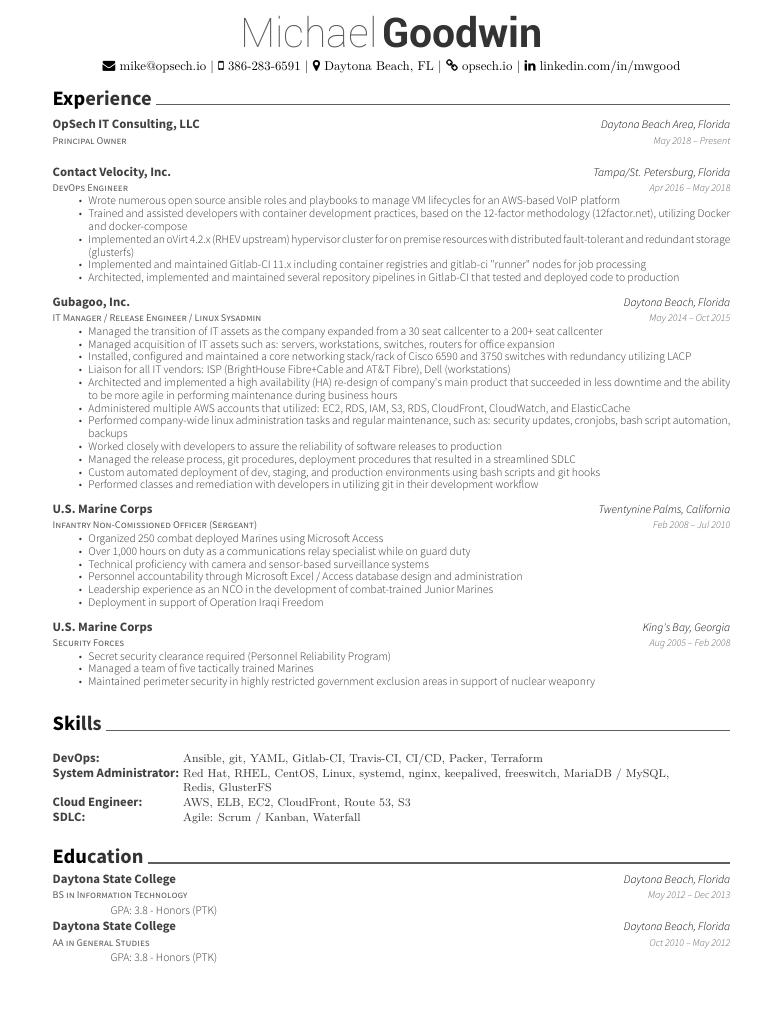 Michael Goodwin
mike@opsech.io | 386-283-6591 | Daytona Beach, FL | opsech.io | linkedin.com/in/mwgood
Experience
OpSech IT Consulting, LLC Daytona Beach Area, Florida
Principal Owner May 2018 – Present
Contact Velocity, Inc. Tampa/St. Petersburg, Florida
DevOps Engineer Apr 2016 – May 2018
• Wrote numerous open source ansible roles and playbooks to manage VM lifecycles for an AWS-based VoIP platform
• Trained and assisted developers with container development practices, based on the 12-factor methodology (12factor.net), utilizing Docker
and docker-compose
• Implemented an oVirt 4.2.x (RHEV upstream) hypervisor cluster for on premise resources with distributed fault-tolerant and redundant storage
(glusterfs)
• Implemented and maintained Gitlab-CI 11.x including container registries and gitlab-ci "runner" nodes for job processing
• Architected, implemented and maintained several repository pipelines in Gitlab-CI that tested and deployed code to production
Gubagoo, Inc. Daytona Beach, Florida
IT Manager / Release Engineer / Linux Sysadmin May 2014 – Oct 2015
• Managed the transition of IT assets as the company expanded from a 30 seat callcenter to a 200+ seat callcenter
• Managed acquisition of IT assets such as: servers, workstations, switches, routers for office expansion
• Installed, configured and maintained a core networking stack/rack of Cisco 6590 and 3750 switches with redundancy utilizing LACP
• Liaison for all IT vendors: ISP (BrightHouse Fibre+Cable and AT&T Fibre), Dell (workstations)
• Architected and implemented a high availability (HA) re-design of company's main product that succeeded in less downtime and the ability
to be more agile in performing maintenance during business hours
• Administered multiple AWS accounts that utilized: EC2, RDS, IAM, S3, RDS, CloudFront, CloudWatch, and ElasticCache
• Performed company-wide linux administration tasks and regular maintenance, such as: security updates, cronjobs, bash script automation,
backups
• Worked closely with developers to assure the reliability of software releases to production
• Managed the release process, git procedures, deployment procedures that resulted in a streamlined SDLC
• Custom automated deployment of dev, staging, and production environments using bash scripts and git hooks
• Performed classes and remediation with developers in utilizing git in their development workflow
U.S. Marine Corps Twentynine Palms, California
Infantry Non-Comissioned Officer (Sergeant) Feb 2008 – Jul 2010
• Organized 250 combat deployed Marines using Microsoft Access
• Over 1,000 hours on duty as a communications relay specialist while on guard duty
• Technical proficiency with camera and sensor-based surveillance systems
• Personnel accountability through Microsoft Excel / Access database design and administration
• Leadership experience as an NCO in the development of combat-trained Junior Marines
• Deployment in support of Operation Iraqi Freedom
U.S. Marine Corps King's Bay, Georgia
Security Forces Aug 2005 – Feb 2008
• Secret security clearance required (Personnel Reliability Program)
• Managed a team of five tactically trained Marines
• Maintained perimeter security in highly restricted government exclusion areas in support of nuclear weaponry
Skills
DevOps: Ansible, git, YAML, Gitlab-CI, Travis-CI, CI/CD, Packer, Terraform
System Administrator: Red Hat, RHEL, CentOS, Linux, systemd, nginx, keepalived, freeswitch, MariaDB / MySQL,
Redis, GlusterFS
Cloud Engineer: AWS, ELB, EC2, CloudFront, Route 53, S3
SDLC: Agile: Scrum / Kanban, Waterfall
Education
Daytona State College Daytona Beach, Florida
BS in Information Technology May 2012 – Dec 2013
GPA: 3.8 - Honors (PTK)
Daytona State College Daytona Beach, Florida
AA in General Studies Oct 2010 – May 2012
GPA: 3.8 - Honors (PTK)